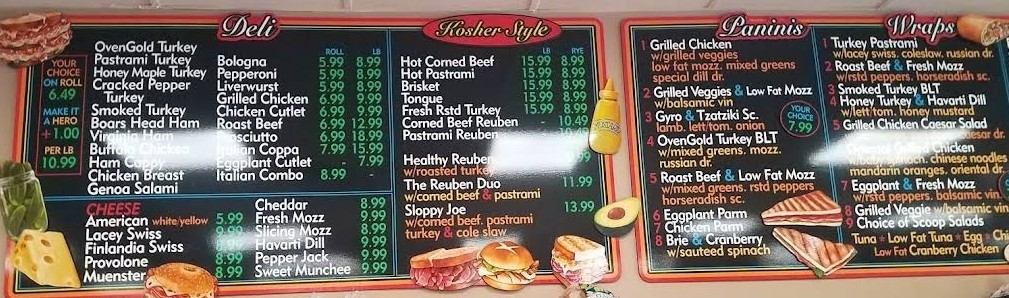 Deli
YOUR CHOICE ON ROLL 6.49
MAKE IT A HERO + 1.00
PER LB 10.99
OvenGold Turkey
Pastrami Turkey
Honey Maple Turkey
Cracked Pepper
Turkey
Smoked Turkey
Boars Head Ham
Virginia Ham
Buffalo Chicken
Ham Cappy
Chicken Breast
Genoa Salami
ROLL LB
Bologna 5.99 8.99
Pepperoni 5.99 8.99
Liverwurst 5.99 8.99
Grilled Chicken 6.99 9.99
Chicken Cutlet 6.99 9.99
Roast Beef 6.99 12.99
Prosciutto 6.99 18.99
Italian Coppa 7.99 15.99
Eggplant Cutlet - 7.99
Italian Combo 8.99 -
CHEESE
American white/yellow 5.99
Lacey Swiss 9.99
Finlandia Swiss 9.99
Provolone 8.99
Muenster 8.99
Cheddar 8.99
Fresh Mozz 8.99
Slicing Mozz 8.99
Havarti Dill 9.99
Pepper Jack 9.99
Sweet Munchee 9.99
Kosher Style
LB RYE
Hot Corned Beef 15.99 8.99
Hot Pastrami 15.99 8.99
Brisket 15.99 8.99
Tongue 15.99 8.99
Fresh Rstd Turkey 15.99 8.99
Corned Beef Reuben 10.49
Pastrami Reuben 10.49
Healthy Reuben
w/roasted turkey
The Reuben Duo 11.99
w/corned beef & pastrami
Sloppy Joe 13.99
w/corned beef, pastrami
turkey & cole slaw
Paninis
1 Grilled Chicken
w/grilled veggies
low fat mozz. mixed greens
special dill dr.
2 Grilled Veggies & Low Fat Mozz
w/balsamic vin
3 Gyro & Tzatziki Sc.
lamb. left/tom. onion
4 OvenGold Turkey BLT
w/mixed greens. mozz.
russian dr.
5 Roast Beef & Low Fat Mozz
w/mixed greens. rstd peppers
horseradish sc.
6 Eggplant Parm
7 Chicken Parm
8 Brie & Cranberry
w/sauteed spinach
YOUR CHOICE 7.99
Wraps
1 Turkey Pastrami
w/lacey swiss. coleslaw. russian dr.
2 Roast Beef & Fresh Mozz
w/rstd peppers. horseradish sc.
3 Smoked Turkey BLT
4 Honey Turkey & Havarti Dill
w/left/tom. honey mustard
5 Grilled Chicken Caesar Salad
caesar dr.
Grilled Chicken
chinese noodles
mandarin oranges. oriental dr.
7 Eggplant & Fresh Mozz
w/rstd peppers. balsamic vin.
8 Grilled Veggie w/balsamic vin
9 Choice of Scoop Salads
Tuna ★ Low Fat Tuna ★ Egg ★
Low Fat Cranberry Chicken